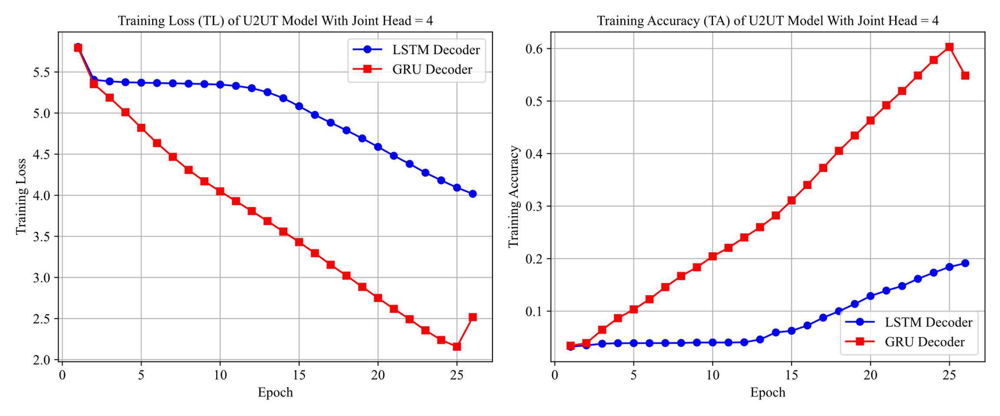 Training Loss (TL) of U2UT Model With Joint Head = 4
LSTM Decoder
GRU Decoder
5.5
5.0
4.5
4.0
3.5
3.0
2.5
2.0
Training Loss
0 5 10 15 20 25
Epoch
Training Accuracy (TA) of U2UT Model With Joint Head = 4
0.6
0.5
0.4
0.3
0.2
0.1
Training Accuracy
LSTM Decoder
GRU Decoder
0 5 10 15 20 25
Epoch